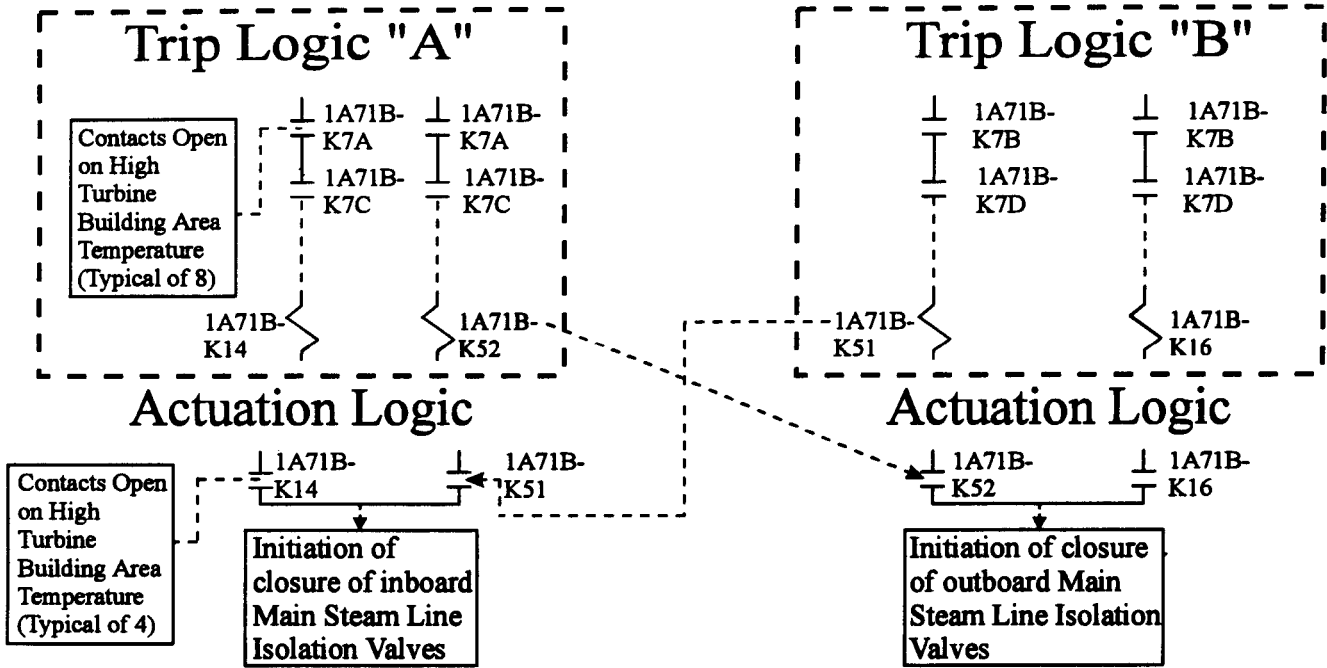 Trip Logic "A"
Contacts Open
on High
Turbine
Building Area
Temperature
(Typical of 8)
1A71B-
K7A
1A71B-
K7A
1A71B-
K7C
1A71B-
K7C
1A71B-
K14
1A71B-
K52
Trip Logic "B"
1A71B-
K7B
1A71B-
K7B
1A71B-
K7D
1A71B-
K7D
1A71B-
K51
1A71B-
K16
Actuation Logic
Contacts Open
on High
Turbine
Building Area
Temperature
(Typical of 4)
1A71B-
K14
1A71B-
K51
Initiation of
closure of inboard
Main Steam Line
Isolation Valves
Actuation Logic
1A71B-
K52
1A71B-
K16
Initiation of closure
of outboard Main
Steam Line Isolation
Valves